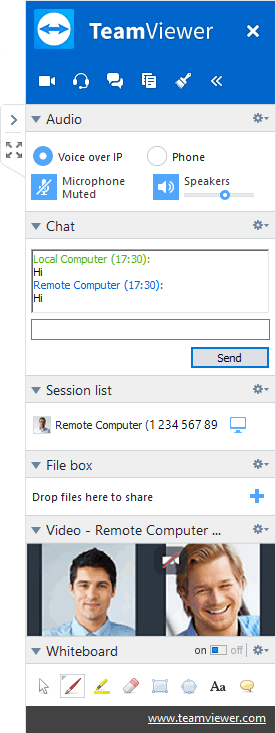 TeamViewer
Audio
Voice over IP
Phone
Microphone
Muted
Speakers
Chat
Local Computer (17:30):
Hi
Remote Computer (17:30):
Hi
Send
Session list
Remote Computer (1 234 567 89
File box
Drop files here to share
Video - Remote Computer ...
Whiteboard
on off
Aa
www.teamviewer.com